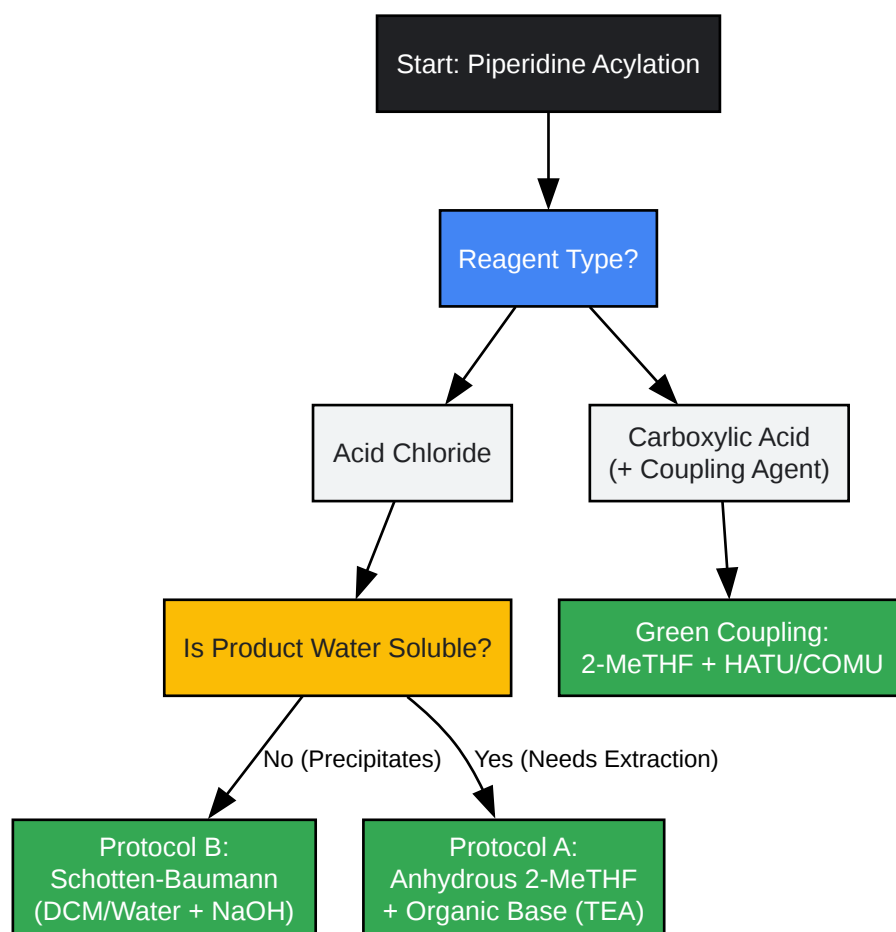 Start: Piperidine Acylation
Reagent Type?
Acid Chloride
Carboxylic Acid
(+ Coupling Agent)
Is Product Water Soluble?
Green Coupling:
2-MeTHF + HATU/COMU
No (Precipitates)
Yes (Needs Extraction)
Protocol B:
Schotten-Baumann
(DCM/Water + NaOH)
Protocol A:
Anhydrous 2-MeTHF
+ Organic Base (TEA)